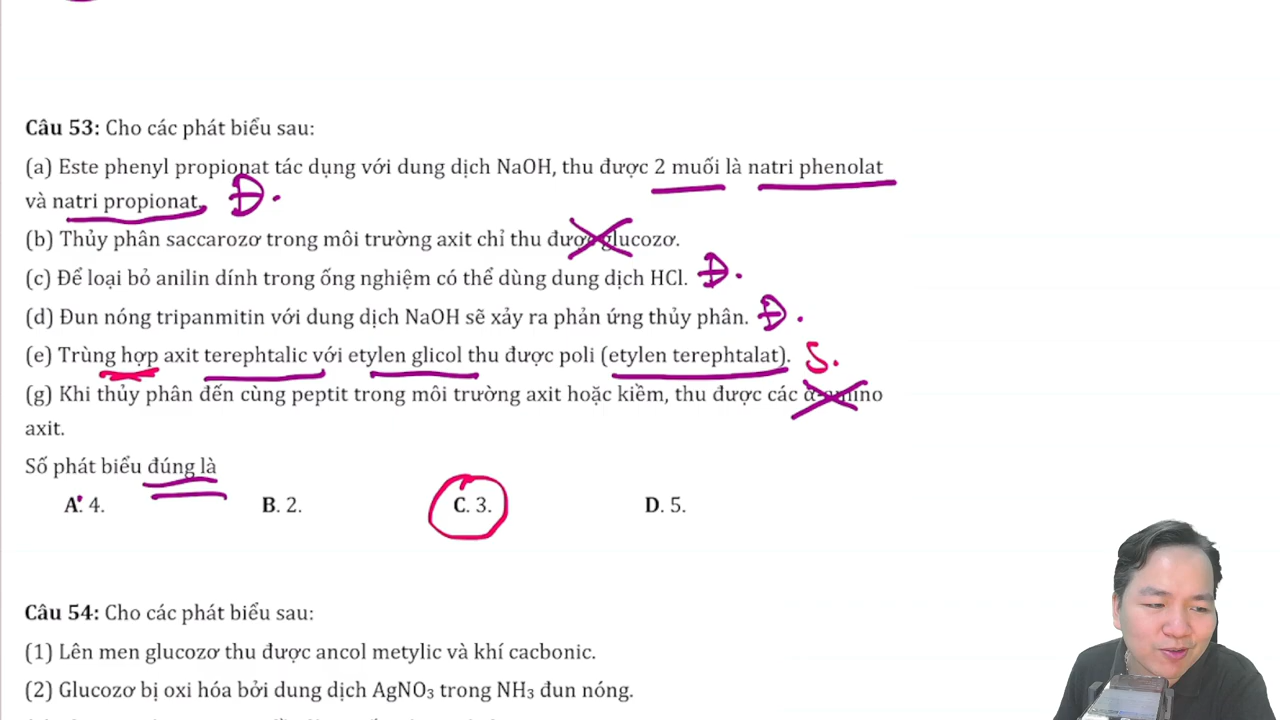 Câu 53: Cho các phát biểu sau:
(a) Este phenyl propionat tác dụng với dung dịch NaOH, thu được 2 muối là natri phenolat
và natri propionat. Đ.
(b) Thủy phân saccarozơ trong môi trường axit chỉ thu được glucozơ.
(c) Để loại bỏ anilin dính trong ống nghiệm có thể dùng dung dịch HCl. Đ.
(d) Đun nóng tripanmitin với dung dịch NaOH sẽ xảy ra phản ứng thủy phân. Đ.
(e) Trùng hợp axit terephtalic với etylen glicol thu được poli (etylen terephtalat). S.
(g) Khi thủy phân đến cùng peptit trong môi trường axit hoặc kiềm, thu được các α-amino
axit.
Số phát biểu đúng là
A. 4. B. 2. C. 3. D. 5.
Câu 54: Cho các phát biểu sau:
(1) Lên men glucozơ thu được ancol metylic và khí cacbonic.
(2) Glucozơ bị oxi hóa bởi dung dịch AgNO₃ trong NH₃ đun nóng.